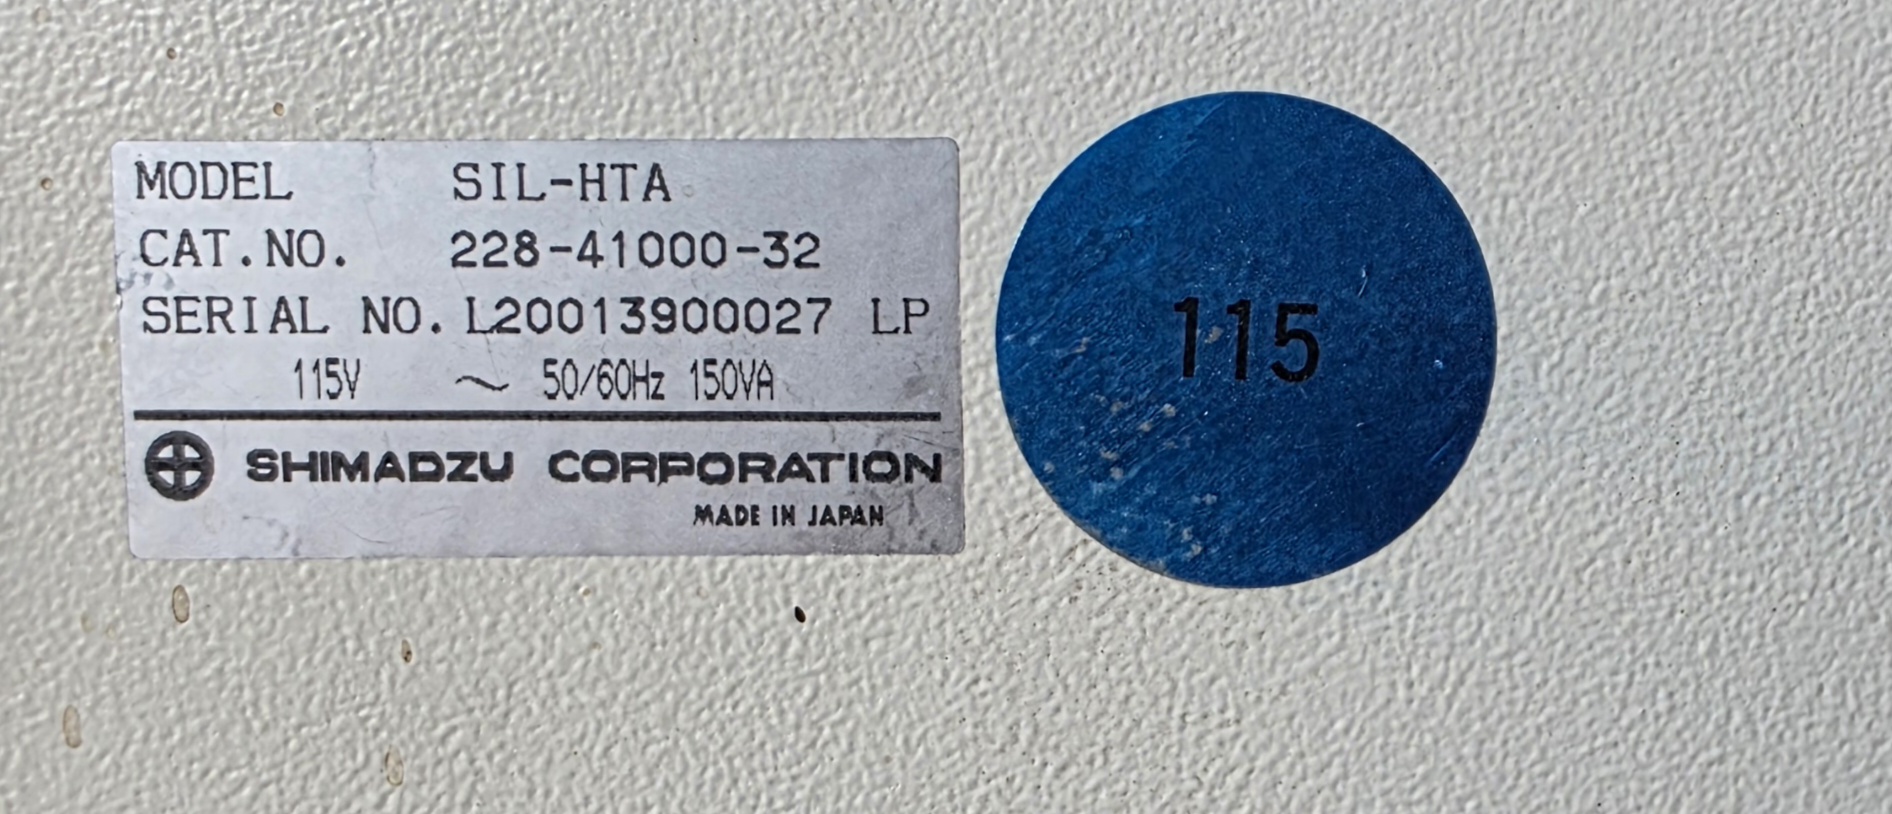 MODEL SIL-HTA
CAT.NO. 228-41000-32
SERIAL NO. L20013900027 LP
115V ~ 50/60Hz 150VA
SHIMADZU CORPORATION
MADE IN JAPAN
115